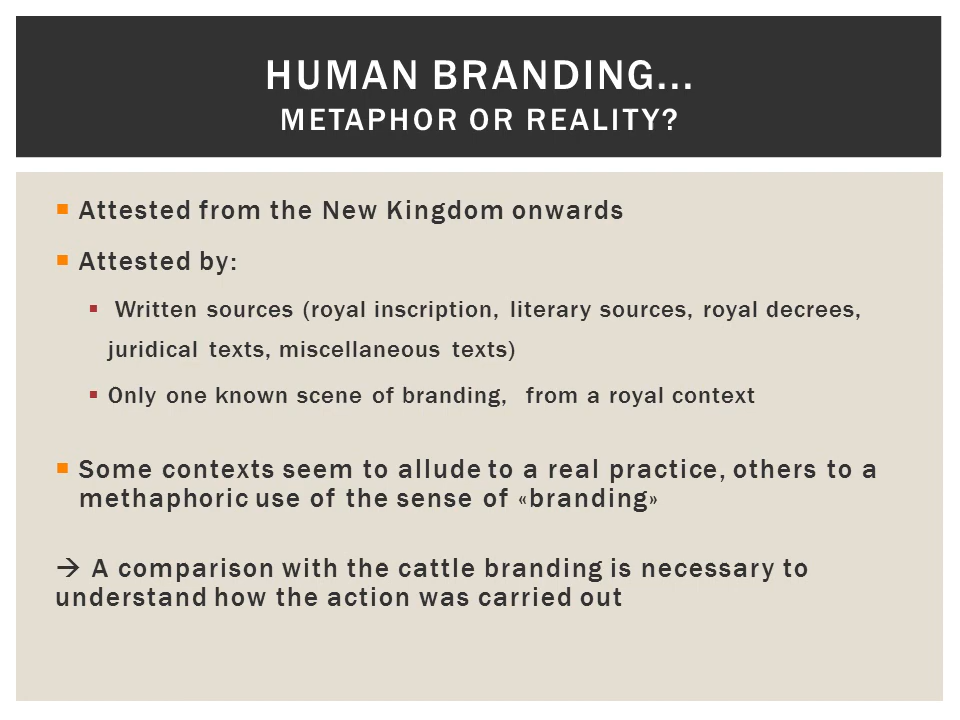 HUMAN BRANDING...
METAPHOR OR REALITY?
▪ Attested from the New Kingdom onwards
▪ Attested by:
▪ Written sources (royal inscription, literary sources, royal decrees,
juridical texts, miscellaneous texts)
▪ Only one known scene of branding, from a royal context
▪ Some contexts seem to allude to a real practice, others to a
methaphoric use of the sense of «branding»
→ A comparison with the cattle branding is necessary to
understand how the action was carried out